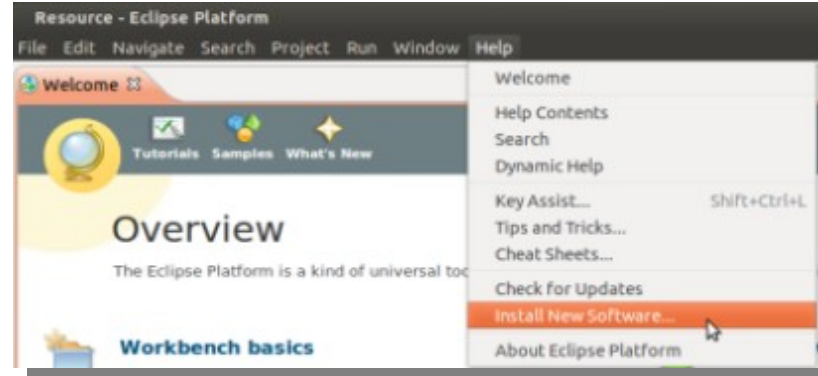 Resource - Eclipse Platform
File Edit Navigate Search Project Run Window Help
Welcome
Tutorials Samples What's New
Overview
The Eclipse Platform is a kind of universal
Workbench basics
Welcome
Help Contents
Search
Dynamic Help
Key Assist... Shift+Ctrl+L
Tips and Tricks...
Cheat Sheets...
Check for Updates
Install New Software...
About Eclipse Platform